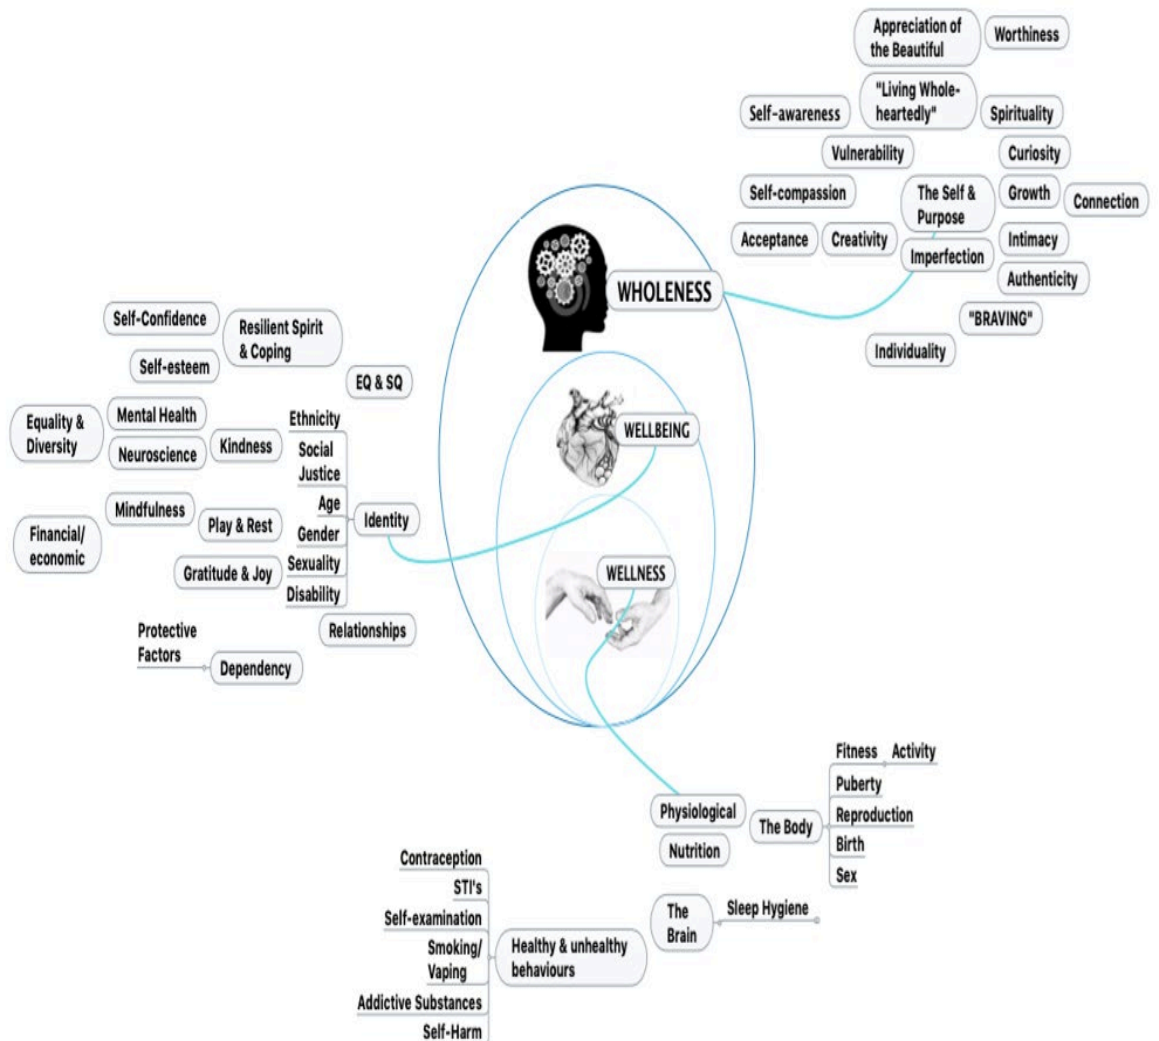 Appreciation of
the Beautiful
Worthiness
"Living Whole-
heartedly"
Self-awareness
Spirituality
Vulnerability
Curiosity
Self-compassion
The Self &
Purpose
Growth
Connection
Acceptance
Creativity
Imperfection
Intimacy
Authenticity
"BRAVING"
Individuality
WHOLENESS
Self-Confidence
Resilient Spirit
& Coping
Self-esteem
EQ & SQ
Equality &
Diversity
Mental Health
Neuroscience
Kindness
Ethnicity
Social
Justice
Age
Gender
Sexuality
Disability
Identity
WELLBEING
Mindfulness
Play & Rest
Financial/
economic
Gratitude & Joy
Relationships
Protective
Factors
Dependency
WELLNESS
Physiological
Nutrition
The Body
Fitness
Activity
Puberty
Reproduction
Birth
Sex
The
Brain
Sleep Hygiene
Healthy & unhealthy
behaviours
Contraception
STI's
Self-examination
Smoking/
Vaping
Addictive Substances
Self-Harm